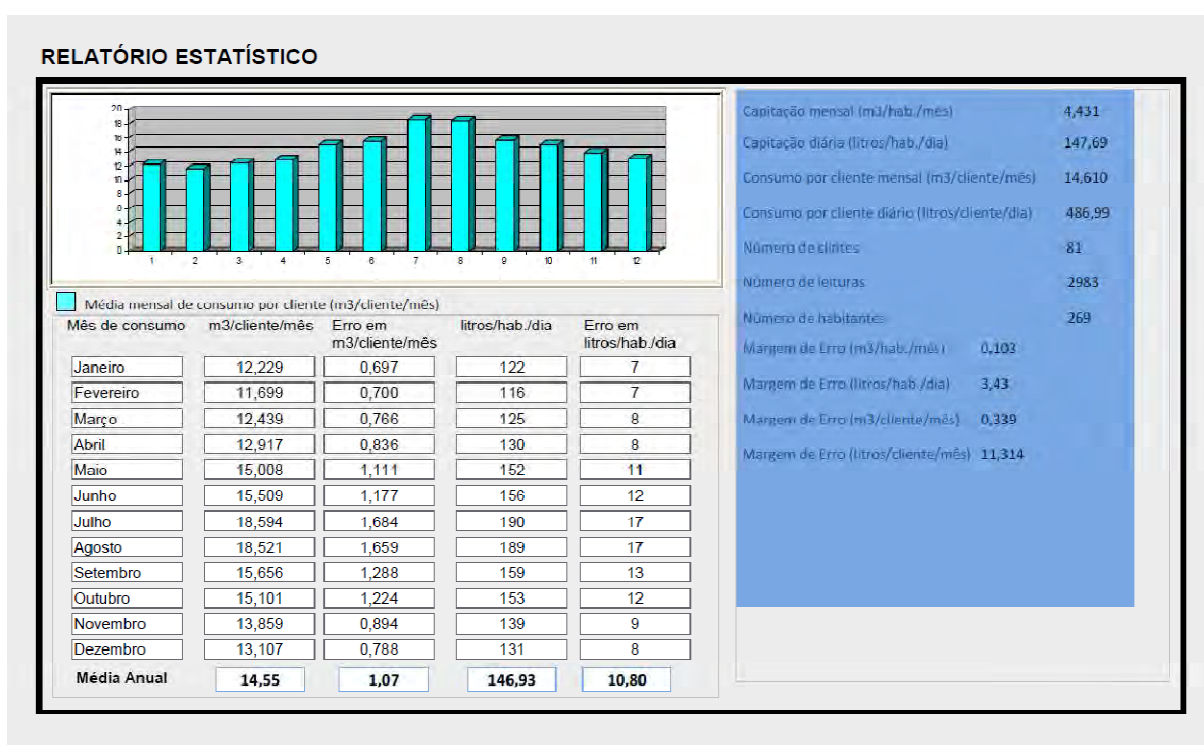 RELATÓRIO ESTATÍSTICO
20
18
16
14
12
10
8
6
4
2
0
1 2 3 4 5 6 7 8 9 10 11 12
Média mensal de consumo por cliente (m3/cliente/mês)
Mês de consumo m3/cliente/mês Erro em litros/hab./dia Erro em
m3/cliente/mês litros/hab./dia
Janeiro 12,229 0,697 122 7
Fevereiro 11,699 0,700 116 7
Março 12,439 0,766 125 8
Abril 12,917 0,836 130 8
Maio 15,008 1,111 152 11
Junho 15,509 1,177 156 12
Julho 18,594 1,684 190 17
Agosto 18,521 1,659 189 17
Setembro 15,656 1,288 159 13
Outubro 15,101 1,224 153 12
Novembro 13,859 0,894 139 9
Dezembro 13,107 0,788 131 8
Média Anual 14,55 1,07 146,93 10,80
Capitação mensal (m3/hab./mês) 4,431
Capitação diária (litros/hab./dia) 147,69
Consumo por cliente mensal (m3/cliente/mês) 14,610
Consumo por cliente diário (litros/cliente/dia) 486,99
Número de clintes 81
Número de leituras 2983
Número de habitantes 269
Margem de Erro (m3/hab./mês) 0,103
Margem de Erro (litros/hab./dia) 3,43
Margem de Erro (m3/cliente/mês) 0,339
Margem de Erro (litros/cliente/mês) 11,314